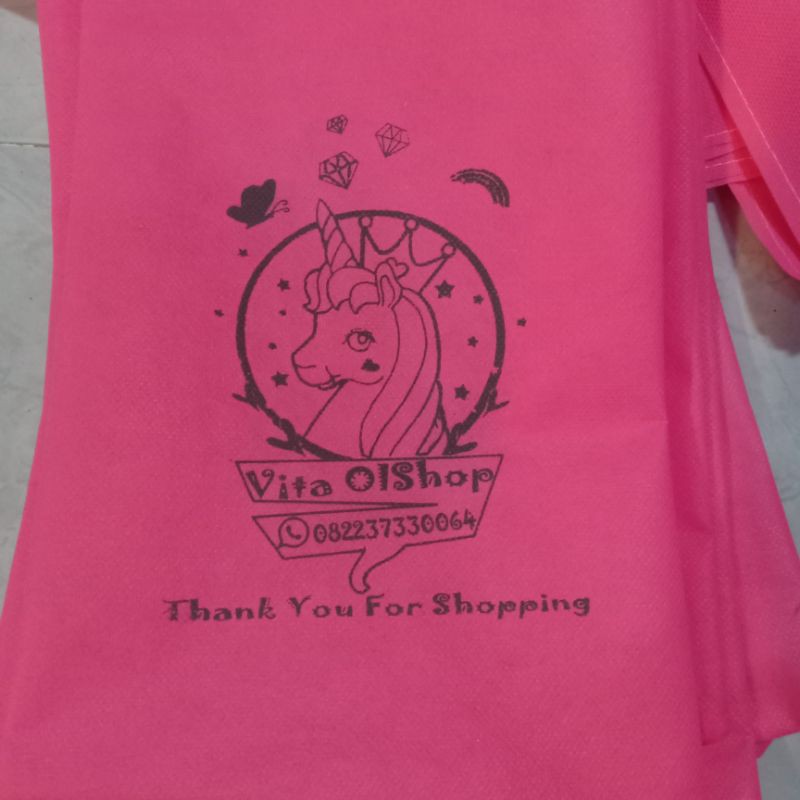 Vita OlShop
082237330064
Thank You For Shopping